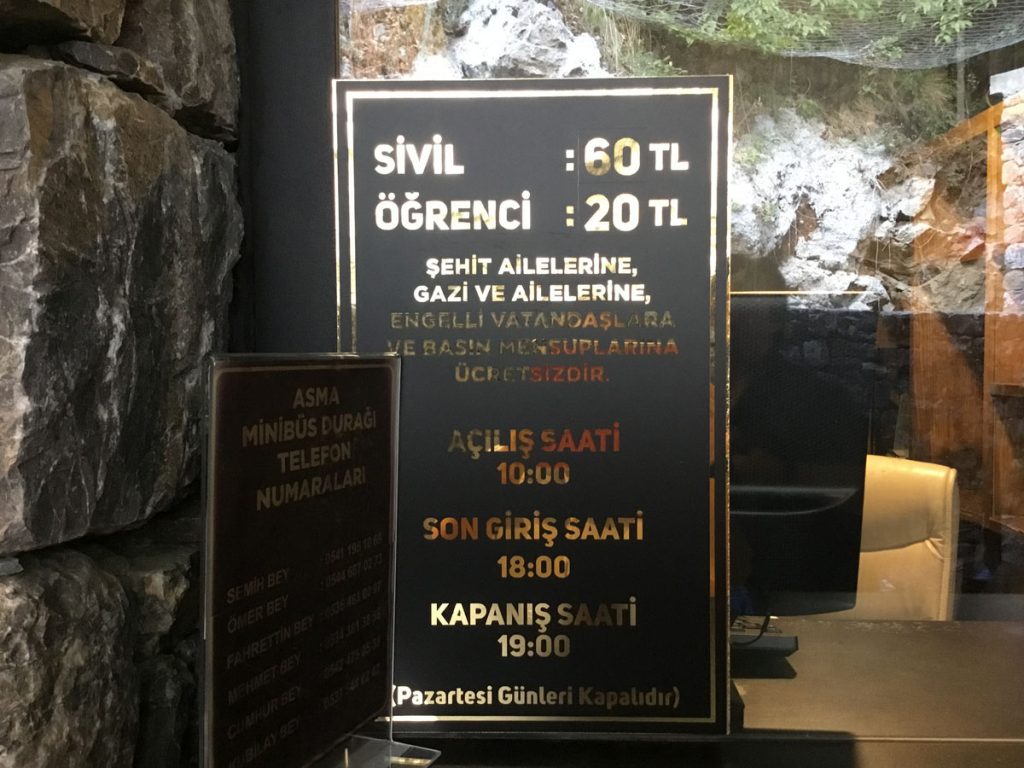 SİVİL : 60 TL
ÖĞRENCİ : 20 TL
ŞEHİT AİLELERİNE,
GAZİ VE AİLELERİNE,
ENGELLİ VATANDAŞLARA
VE BASIN MENSUPLARINA
ÜCRETSİZDİR.
AÇILIŞ SAATİ
10:00
SON GİRİŞ SAATİ
18:00
KAPANIŞ SAATİ
19:00
(Pazartesi Günleri Kapalıdır)
ASMA
MİNİBÜS DURAĞI
TELEFON
NUMARALARI
SEMİH BEY
ÖMER BEY
FAHRETTİN BEY
MEHMET BEY
CUMHUR BEY
BEY